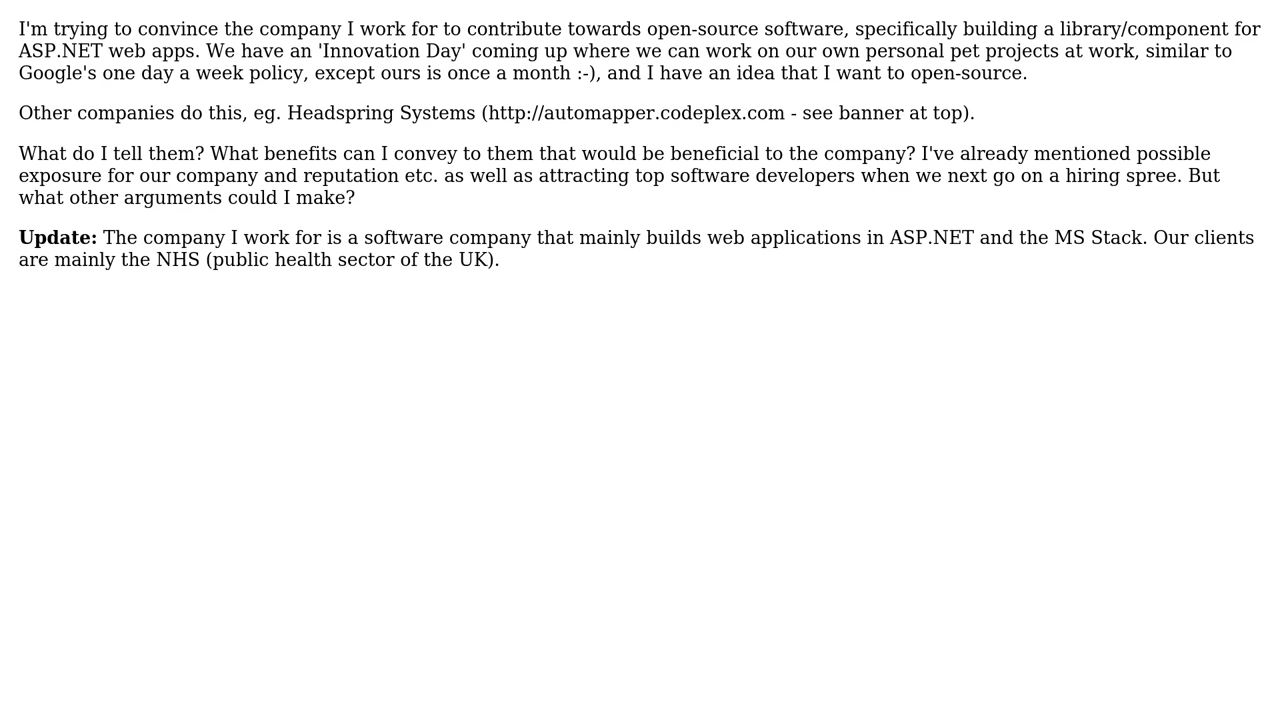 I'm trying to convince the company I work for to contribute towards open-source software, specifically building a library/component for
ASP.NET web apps. We have an 'Innovation Day' coming up where we can work on our own personal pet projects at work, similar to
Google's one day a week policy, except ours is once a month :-), and I have an idea that I want to open-source.
Other companies do this, eg. Headspring Systems (http://automapper.codeplex.com - see banner at top).
What do I tell them? What benefits can I convey to them that would be beneficial to the company? I've already mentioned possible
exposure for our company and reputation etc. as well as attracting top software developers when we next go on a hiring spree. But
what other arguments could I make?
Update: The company I work for is a software company that mainly builds web applications in ASP.NET and the MS Stack. Our clients
are mainly the NHS (public health sector of the UK).